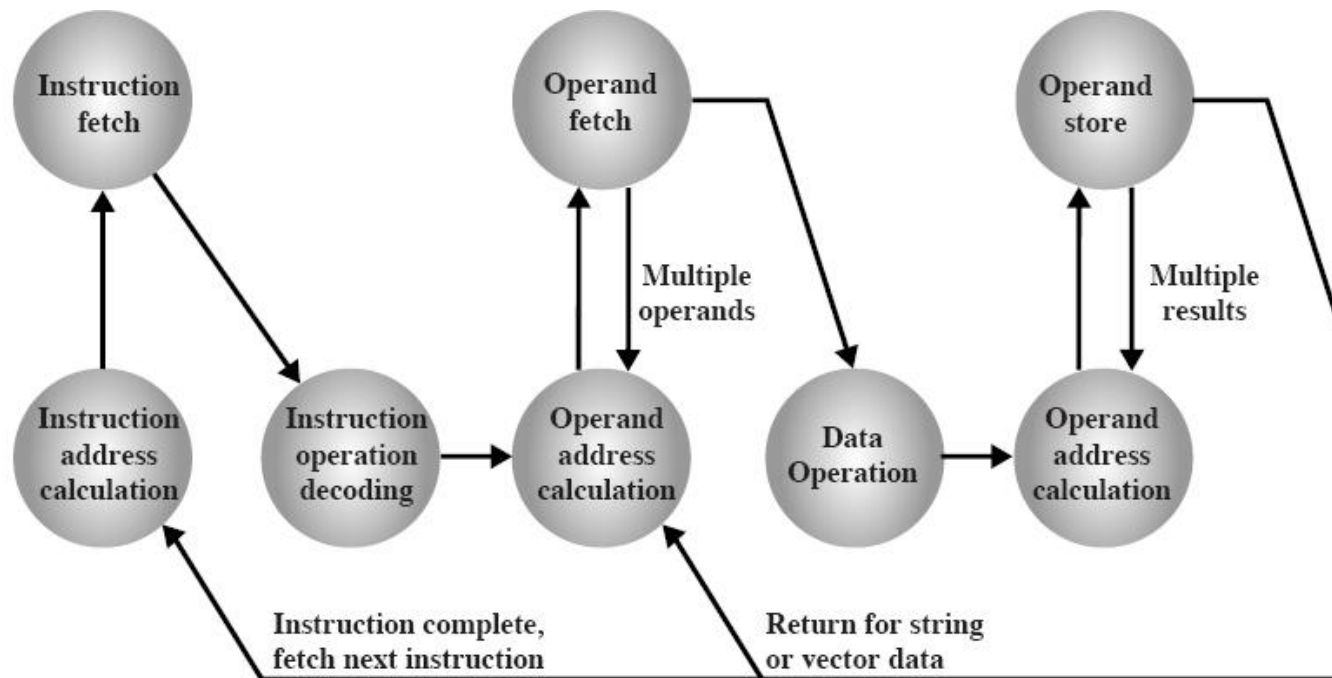 Instruction
fetch
Operand
fetch
Operand
store
Multiple
operands
Multiple
results
Instruction
address
calculation
Instruction
operation
decoding
Operand
address
calculation
Data
Operation
Operand
address
calculation
Instruction complete,
fetch next instruction
Return for string
or vector data